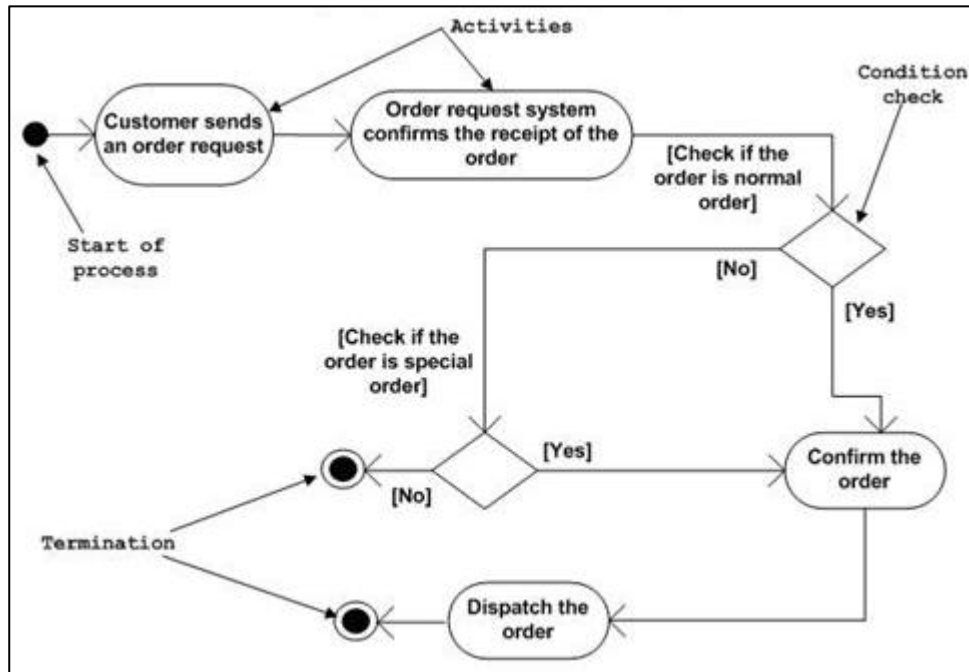 Activities
Condition
check
Customer sends
an order request
Order request system
confirms the receipt of the
order
[Check if the
order is normal
order]
Start of
process
[No]
[Yes]
[Check if the
order is special
order]
[Yes]
[No]
Confirm the
order
Termination
Dispatch the
order